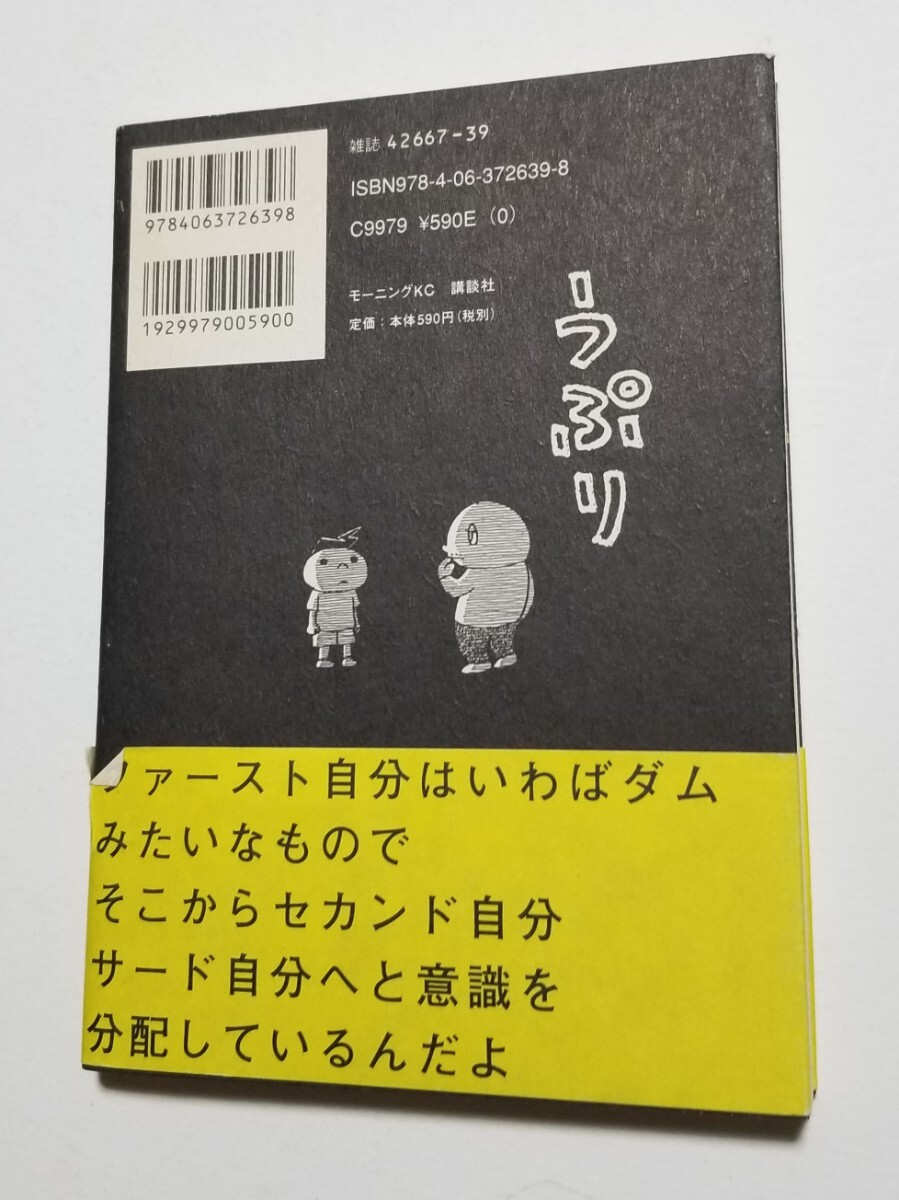 9784063726398
1929979005900
雑誌 42667-39
ISBN978-4-06-372639-8
C9979 ¥590E (0)
モーニングKC 講談社
定価：本体590円(税別)
うぷり
ファースト自分はいわばダム
みたいなもので
そこからセカンド自分
サード自分へと意識を
分配しているんだよ